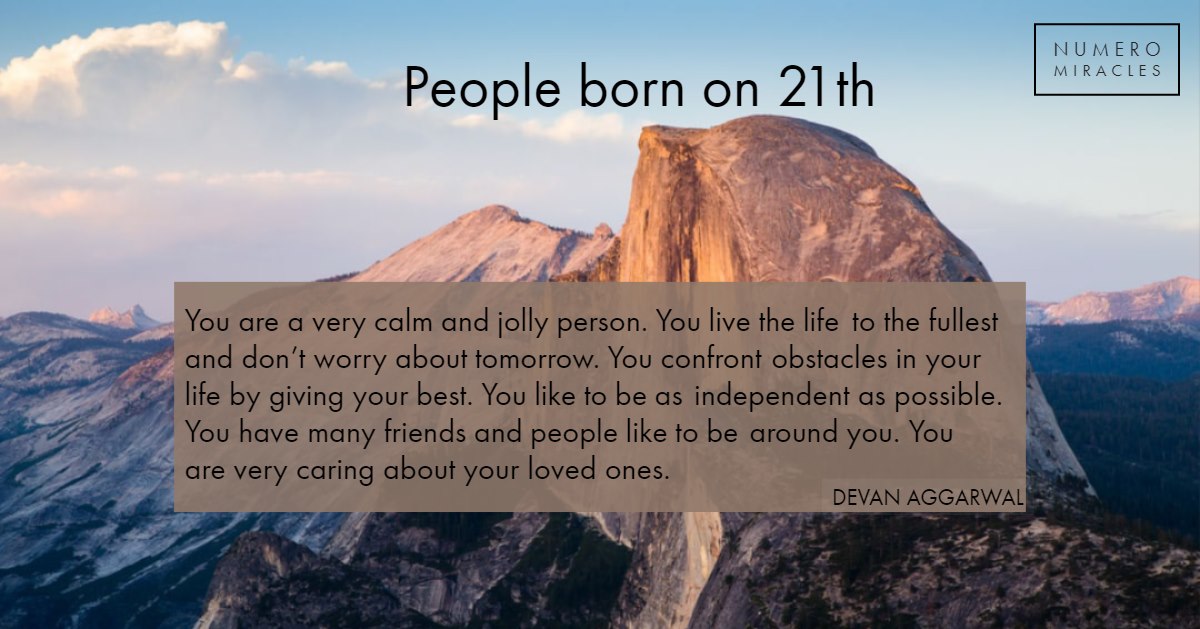 NUMERO
MIRACLES
People born on 21th
You are a very calm and jolly person. You live the life to the fullest
and don’t worry about tomorrow. You confront obstacles in your
life by giving your best. You like to be as independent as possible.
You have many friends and people like to be around you. You
are very caring about your loved ones.
DEVAN AGGARWAL